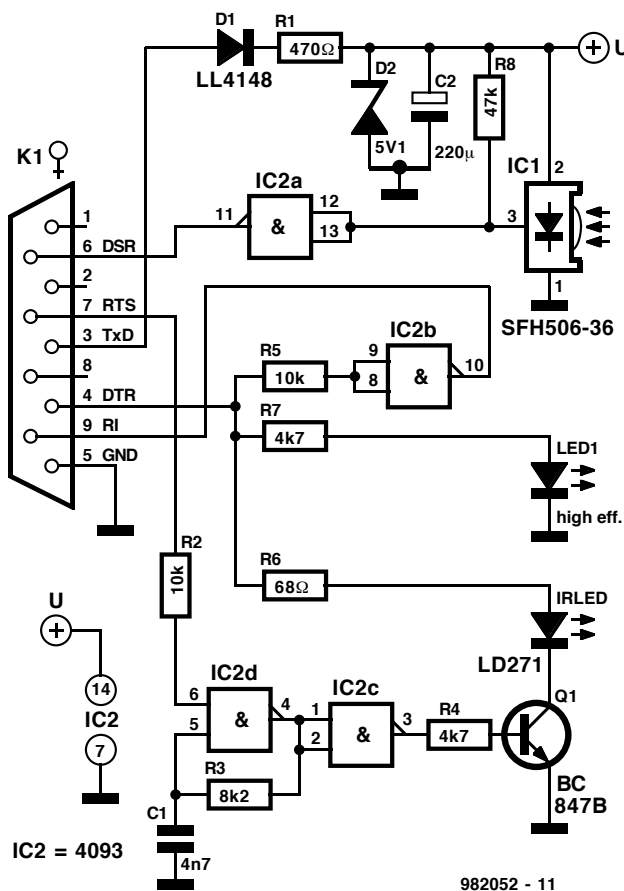 D1
R1
470Ω
LL4148
D2
5V1
C2
220µ
R8
47k
U
K1
IC2a
11
12
13
&
IC1
2
3
1
SFH506-36
1
6 DSR
2
7 RTS
3 TxD
8
4 DTR
9 RI
5 GND
IC2b
R5
10k
9
8
&
10
R7
4k7
LED1
high eff.
R2
10k
R6
68Ω
IRLED
LD271
U
14
IC2
7
IC2d
6
5
&
4
IC2c
1
2
&
3
R4
4k7
Q1
BC
847B
R3
8k2
C1
4n7
IC2 = 4093
982052 - 11